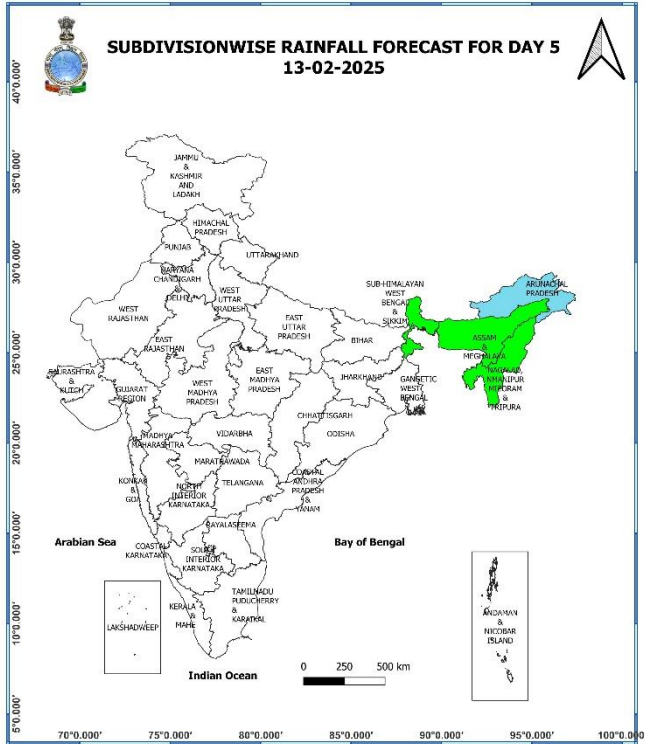 SUBDIVISIONWISE RAINFALL FORECAST FOR DAY 5
13-02-2025
40°0.000'
35°0.000'
30°0.000'
25°0.000'
20°0.000'
15°0.000'
10°0.000'
5°0.000'
JAMMU
&
KASHMIR
AND
LADAKH
HIMACHAL
PRADESH
PUNJAB
UTTARAKHAND
HARYANA
CHANDIGARH
&
DELHI
WEST
UTTAR
PRADESH
WEST
RAJASTHAN
EAST
RAJASTHAN
EAST
UTTAR
PRADESH
SUB-HIMALAYAN
WEST
BENGAL
&
SIKKIM
ARUNACHAL
PRADESH
BIHAR
ASSAM
&
MEGHALAYA
NAGALAND
MANIPUR
MIZORAM
&
TRIPURA
SAURASHTRA
&
KUTCH
GUJARAT
REGION
WEST
MADHYA
PRADESH
EAST
MADHYA
PRADESH
JHARKHAND
GANGETIC
WEST
BENGAL
CHHATTISGARH
ODISHA
MADHYA
MAHARASHTRA
VIDARBHA
MARATHWADA
KONKAN
&
GOA
NORTH
INTERIOR
KARNATAKA
TELANGANA
COASTAL
ANDHRA
PRADESH
&
YANAM
RAYALASEEMA
Arabian Sea
COASTAL
KARNATAKA
SOUTH
INTERIOR
KARNATAKA
Bay of Bengal
LAKSHADWEEP
KERALA
&
MAHE
TAMILNADU
PUDUCHERRY
&
KARAIKAL
ANDAMAN
&
NICOBAR
ISLAND
Indian Ocean
0 250 500 km
70°0.000' 75°0.000' 80°0.000' 85°0.000' 90°0.000' 95°0.000' 100°0.000'